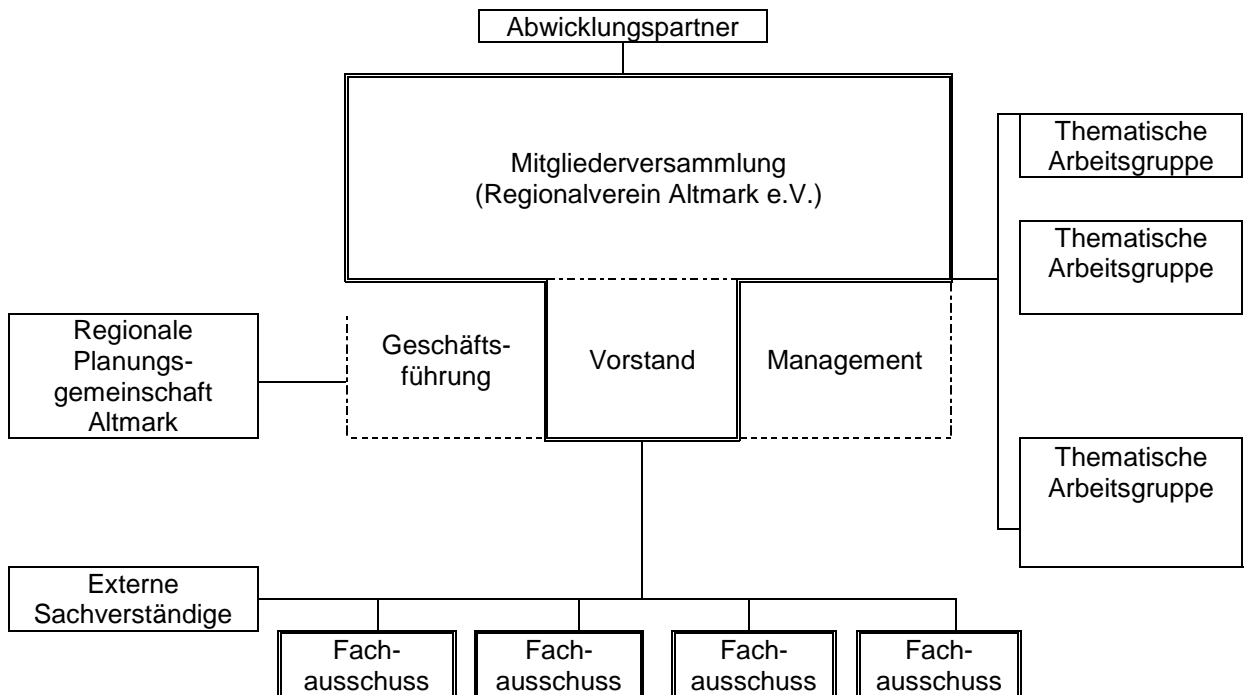 Abwicklungspartner
Mitgliederversammlung
(Regionalverein Altmark e.V.)
Thematische
Arbeitsgruppe
Thematische
Arbeitsgruppe
Regionale
Planungs-
gemeinschaft
Altmark
Geschäfts-
führung
Vorstand
Management
Thematische
Arbeitsgruppe
Externe
Sachverständige
Fach-
ausschuss
Fach-
ausschuss
Fach-
ausschuss
Fach-
ausschuss